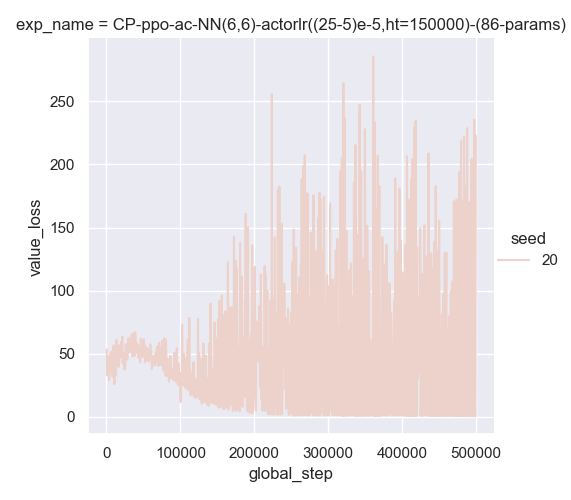 exp_name = CP-ppo-ac-NN(6,6)-actorlr((25-5)e-5,ht=150000)-(86-params)
250
200
150
100
50
0
value_loss
0 100000 200000 300000 400000 500000
global_step
seed
20